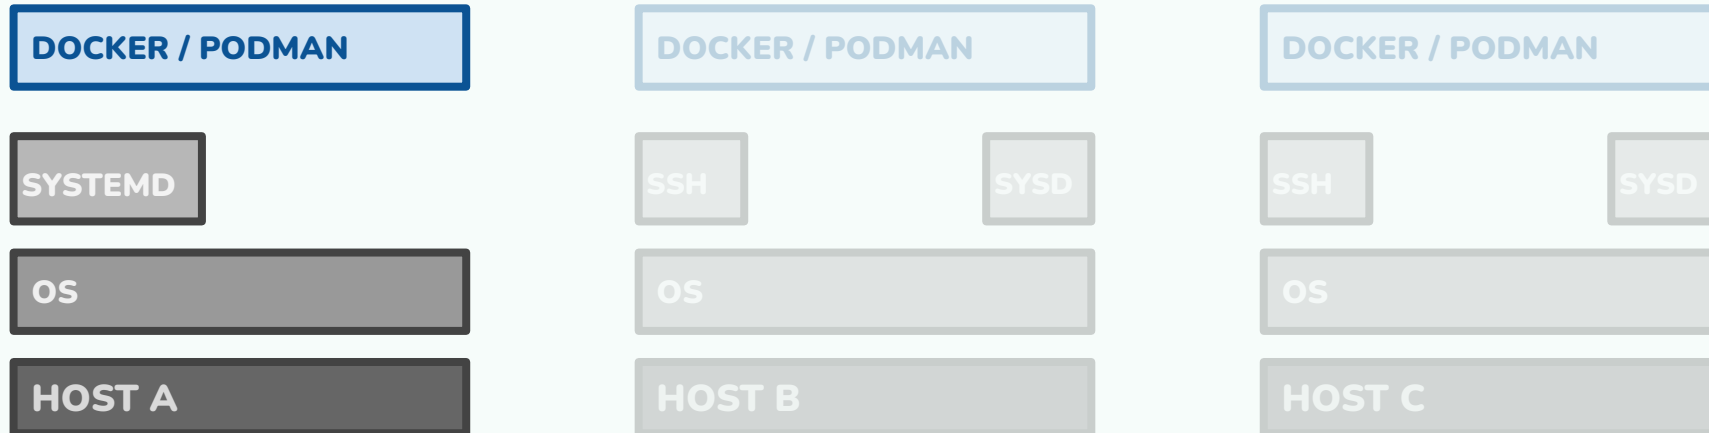 DOCKER / PODMAN
DOCKER / PODMAN
DOCKER / PODMAN
SYSTEMD
SSH
SYSD
SSH
SYSD
OS
OS
OS
HOST A
HOST B
HOST C